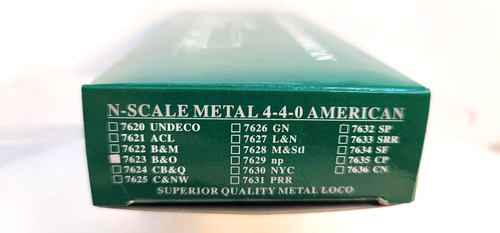 N-SCALE METAL 4-4-0 AMERICAN
7620 UNDECO 7626 GN 7632 SP
7621 ACL 7627 L&N 7633 SRR
7622 B&M 7628 M&Stl 7634 SF
7623 B&O 7629 np 7635 CP
7624 CB&Q 7630 NYC 7636 CN
7625 C&NW 7631 PRR
SUPERIOR QUALITY METAL LOCO